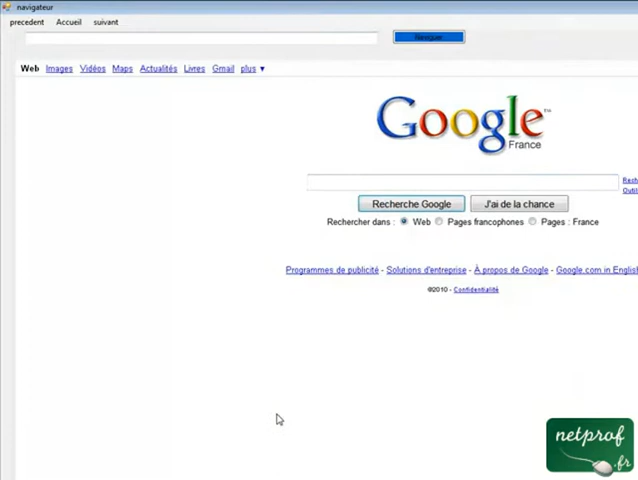 navigateur
precedent Accueil suivant
Naviguer
Web Images Vidéos Maps Actualités Livres Gmail plus ▼
Google™
France
Recherche Google J'ai de la chance
Rechercher dans : Web Pages francophones Pages : France
Programmes de publicité - Solutions d'entreprise - À propos de Google - Google.com in English
©2010 - Confidentialité
netprof
.fr